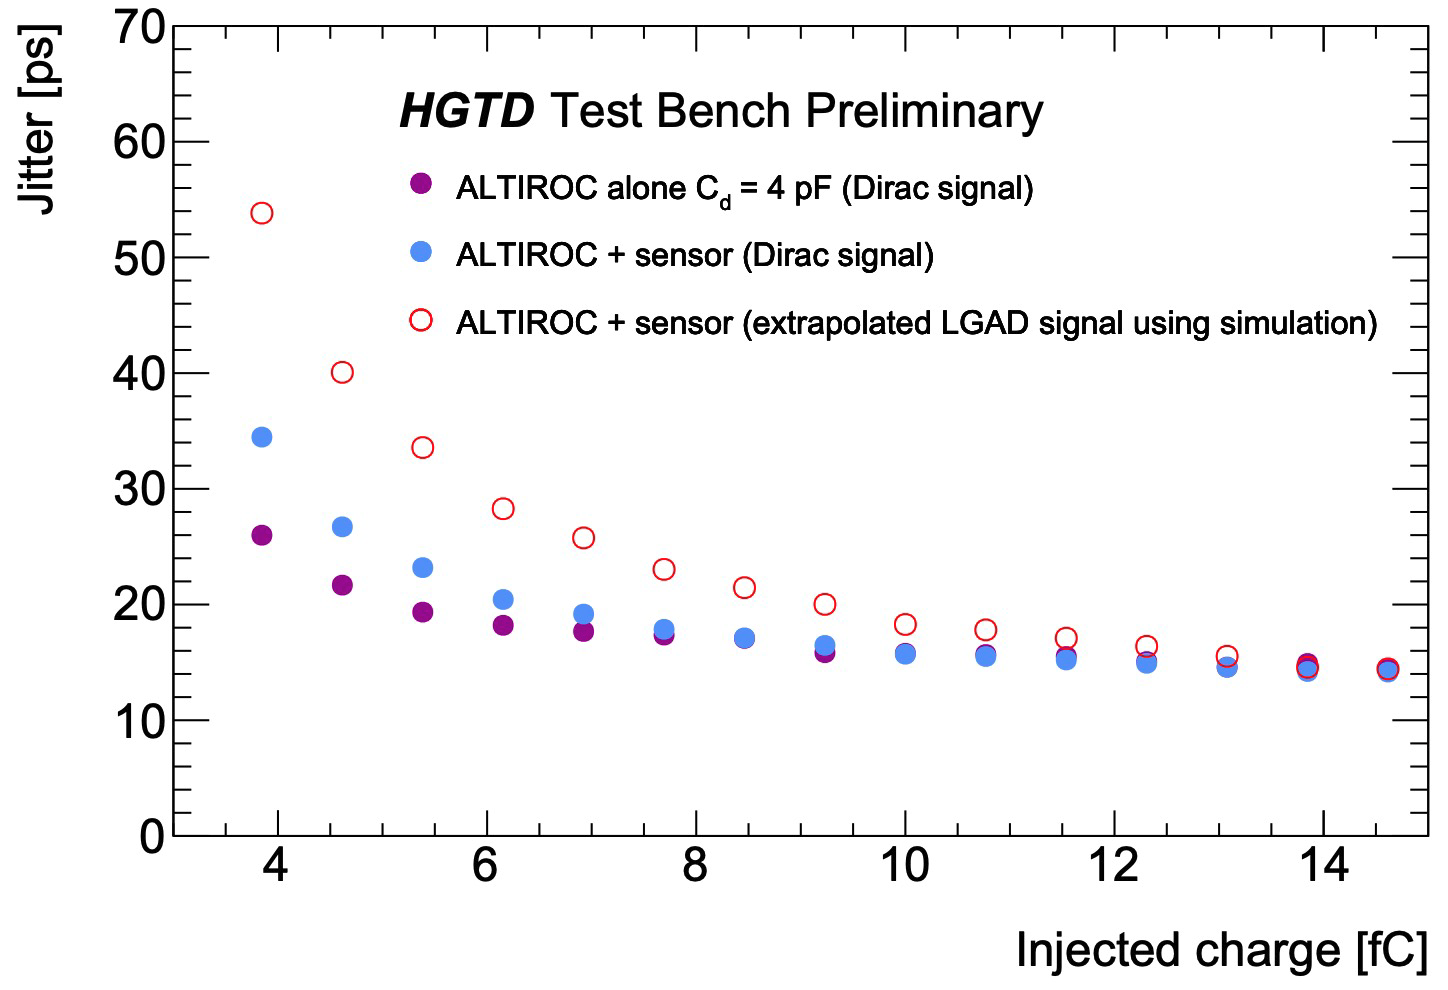 Jitter [ps]
70
60
50
40
30
20
10
0
HGTD Test Bench Preliminary
ALTIROC alone Cd = 4 pF (Dirac signal)
ALTIROC + sensor (Dirac signal)
ALTIROC + sensor (extrapolated LGAD signal using simulation)
4 6 8 10 12 14
Injected charge [fC]